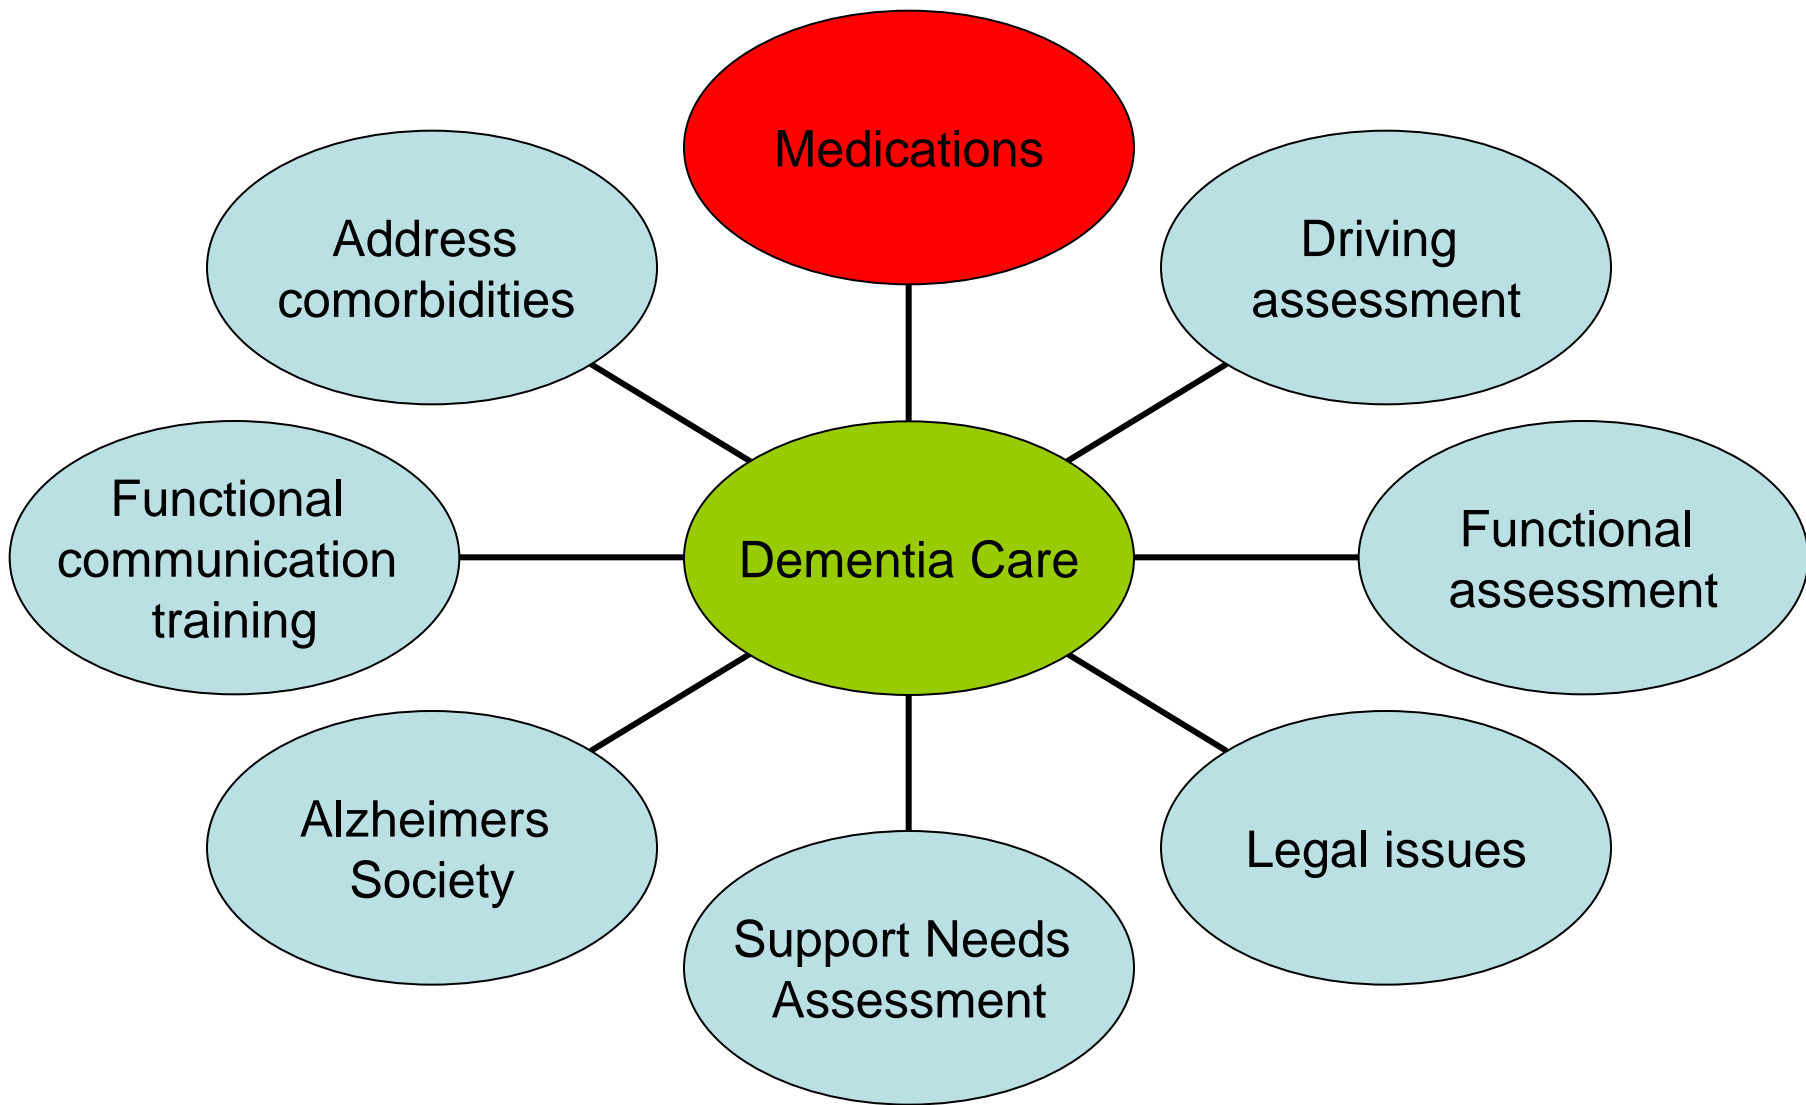 Medications
Address
comorbidities
Driving
assessment
Functional
communication
training
Dementia Care
Functional
assessment
Alzheimers
Society
Legal issues
Support Needs
Assessment